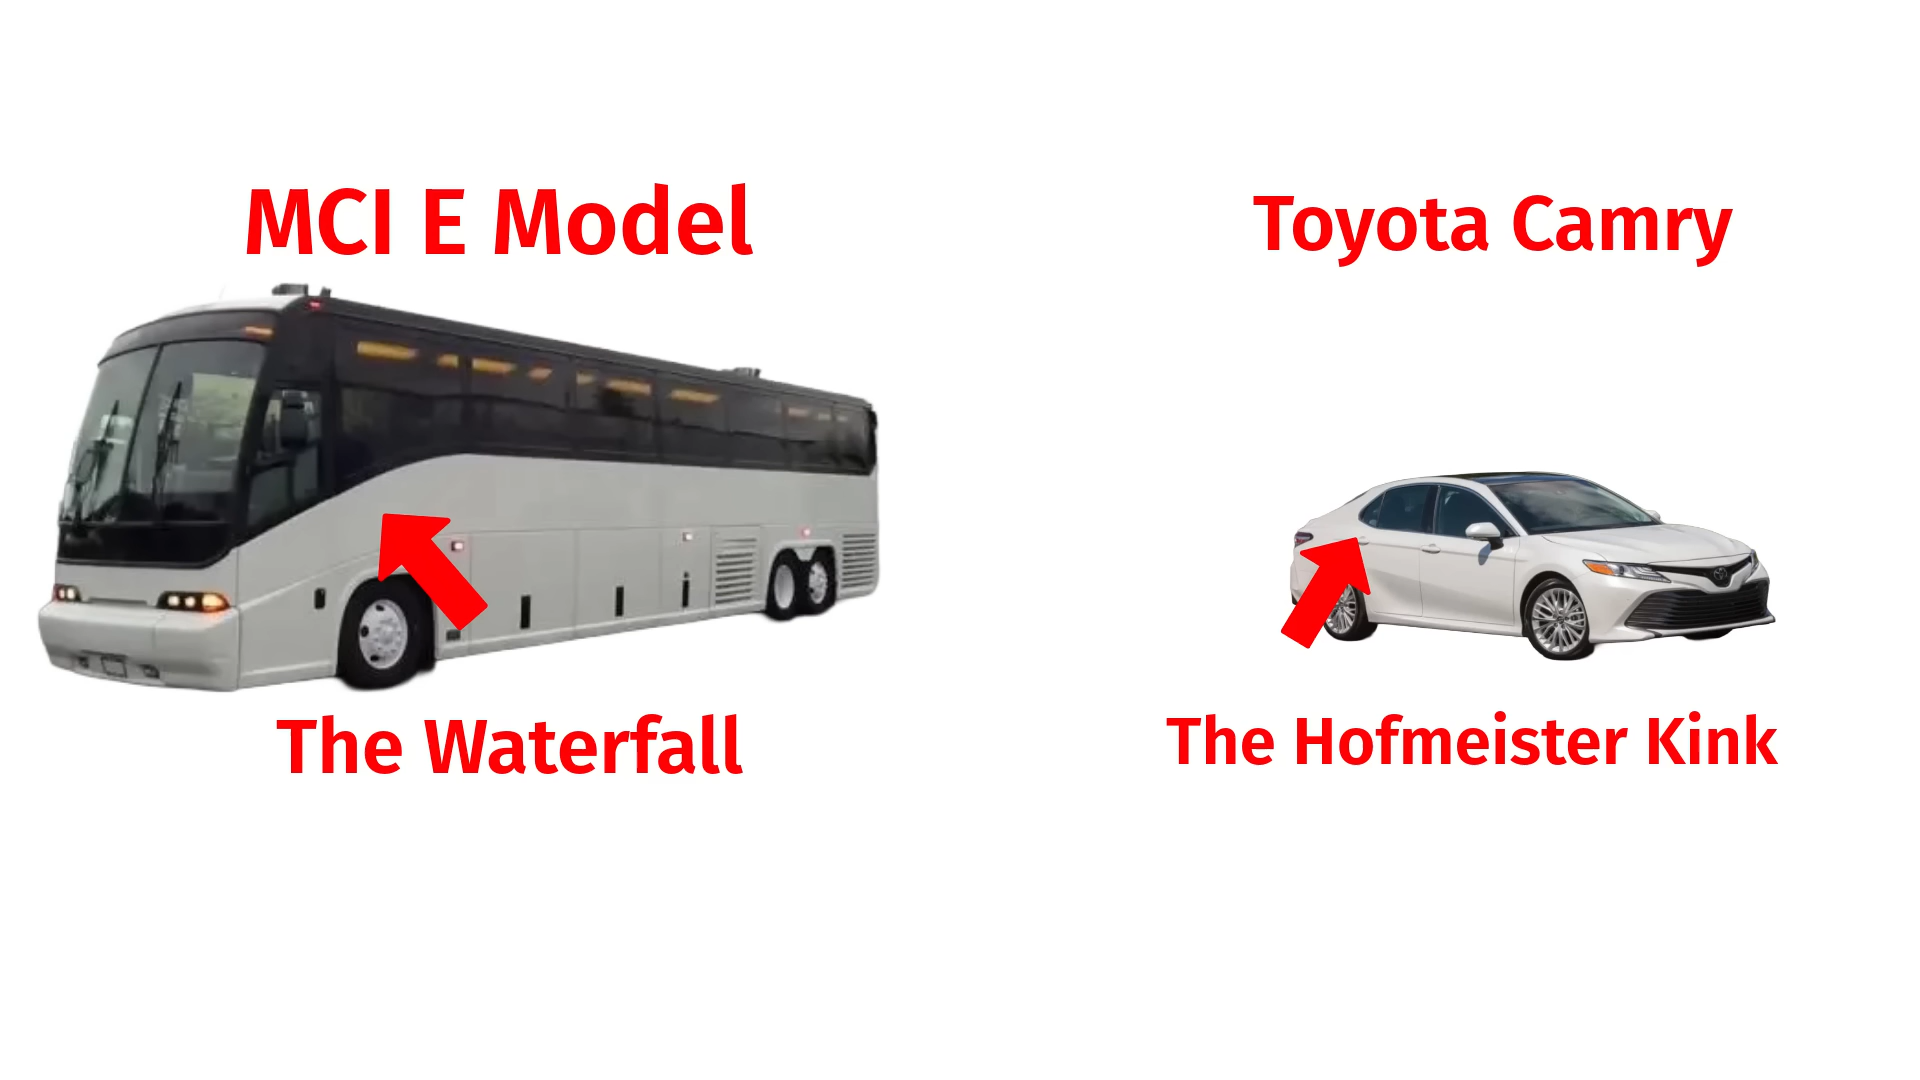 MCI E Model
Toyota Camry
The Waterfall
The Hofmeister Kink